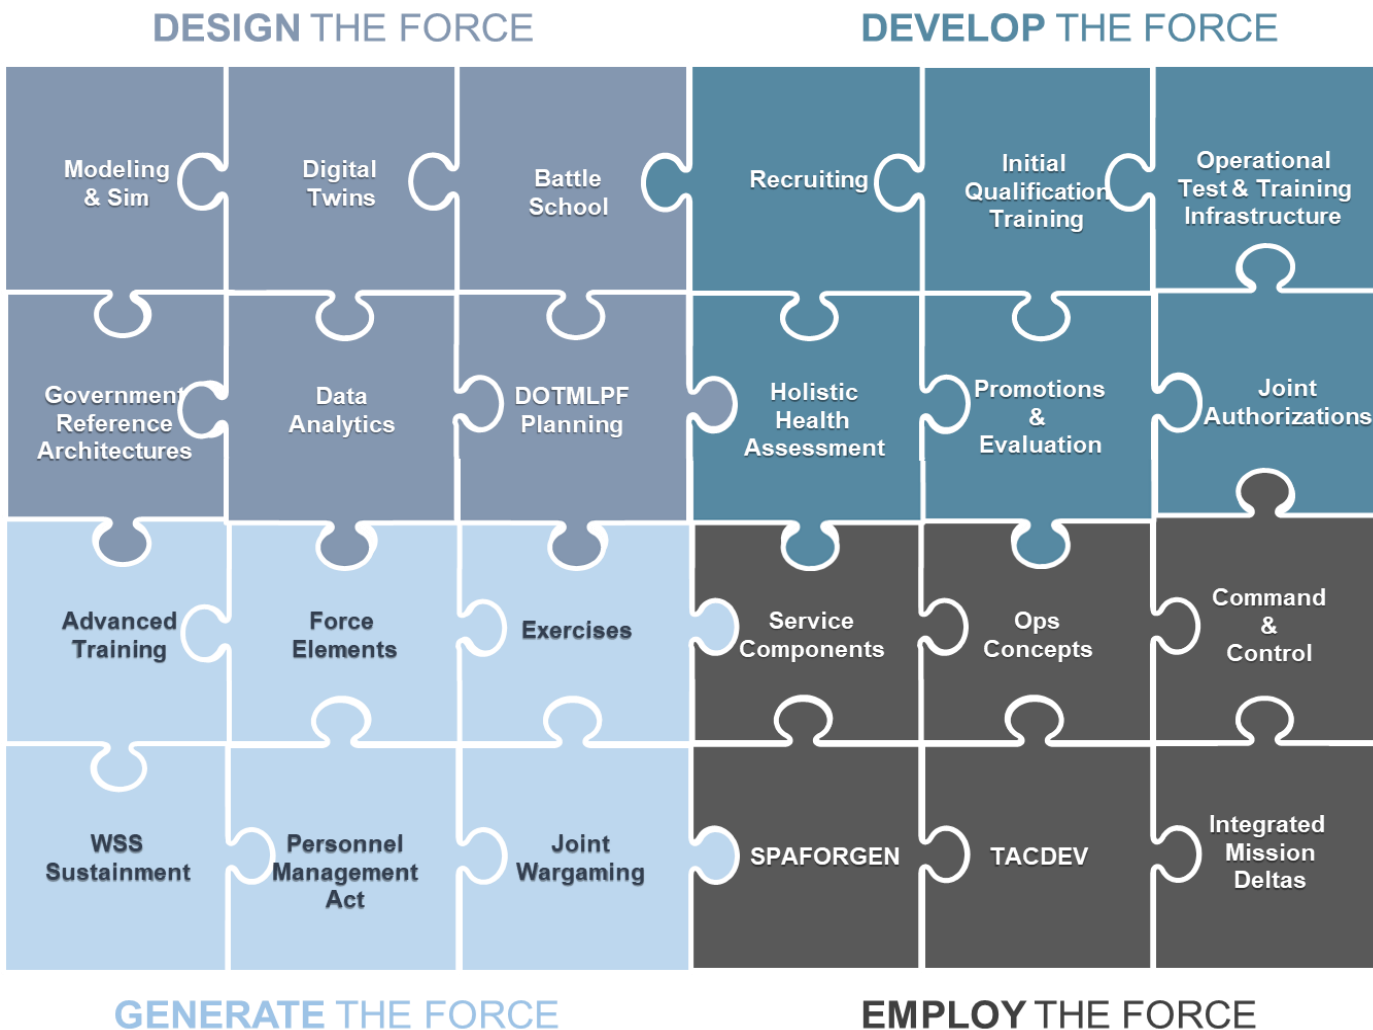 DESIGN THE FORCE
DEVELOP THE FORCE
Modeling
& Sim
Digital
Twins
Battle
School
Recruiting
Initial
Qualification
Training
Operational
Test & Training
Infrastructure
Government
Reference
Architectures
Data
Analytics
DOTMLPF
Planning
Holistic
Health
Assessment
Promotions
&
Evaluation
Joint
Authorizations
Advanced
Training
Force
Elements
Exercises
Service
Components
Ops
Concepts
Command
&
Control
WSS
Sustainment
Personnel
Management
Act
Joint
Wargaming
SPAFORGEN
TACDEV
Integrated
Mission
Deltas
GENERATE THE FORCE
EMPLOY THE FORCE